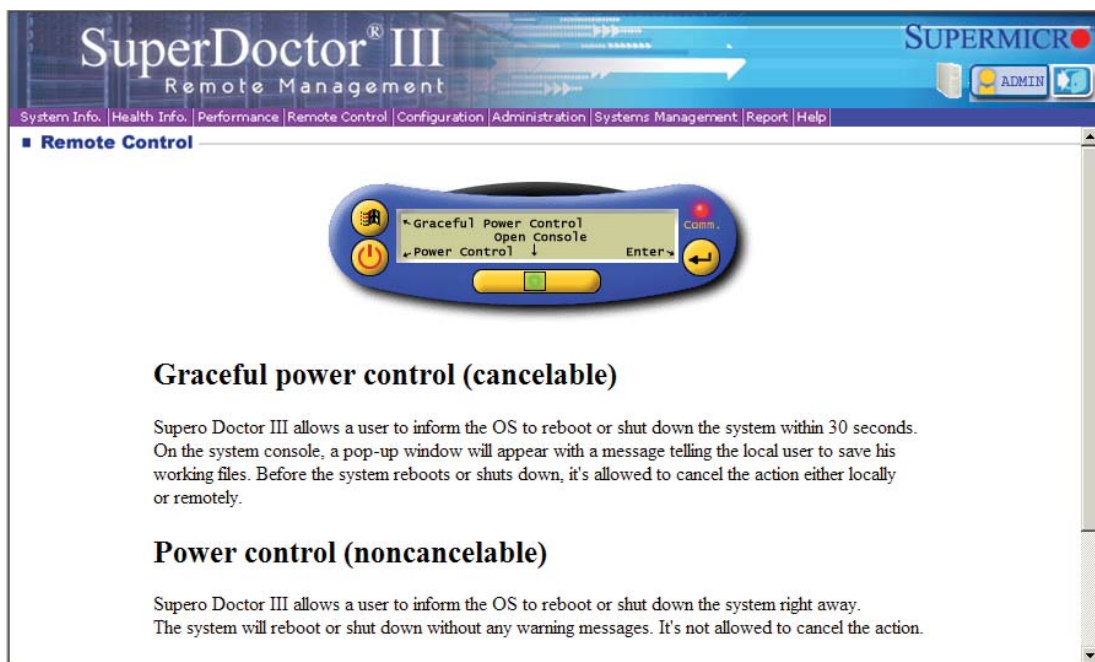 SuperDoctor® III
Remote Management
SUPERMICR
ADMIN
System Info. Health Info. Performance Remote Control Configuration Administration Systems Management Report Help
Remote Control
Graceful Power Control
Open Console
Power Control Enter
Comm.
Graceful power control (cancelable)
Supero Doctor III allows a user to inform the OS to reboot or shut down the system within 30 seconds.
On the system console, a pop-up window will appear with a message telling the local user to save his
working files. Before the system reboots or shuts down, it's allowed to cancel the action either locally
or remotely.
Power control (noncancelable)
Supero Doctor III allows a user to inform the OS to reboot or shut down the system right away.
The system will reboot or shut down without any warning messages. It's not allowed to cancel the action.